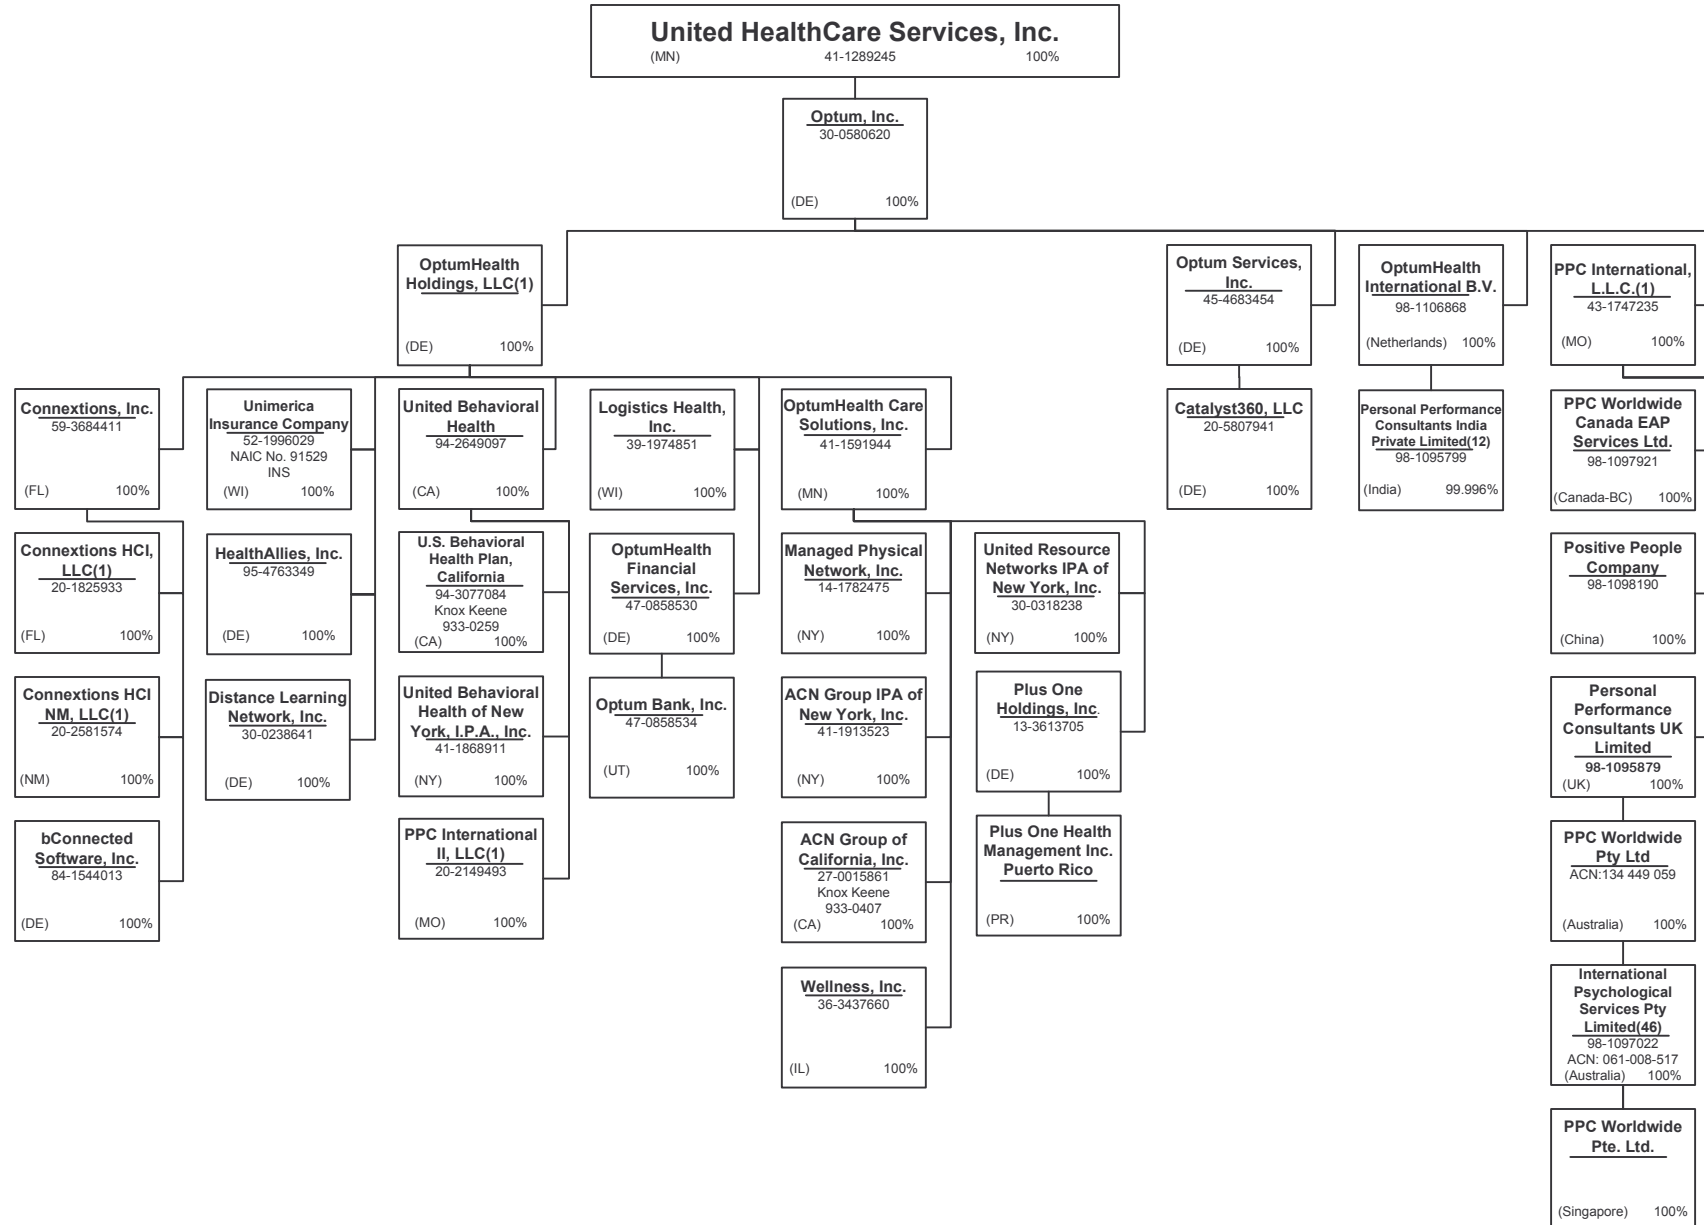 United HealthCare Services, Inc.
(MN) 41-1289245 100%
Optum, Inc.
30-0580620
(DE) 100%
OptumHealth
Holdings, LLC(1)
(DE) 100%
Optum Services,
Inc.
45-4683454
(DE) 100%
OptumHealth
International B.V.
98-1106868
(Netherlands) 100%
PPC International,
L.L.C.(1)
43-1747235
(MO) 100%
Connextions, Inc.
59-3684411
(FL) 100%
Unimerica
Insurance Company
52-1996029
NAIC No. 91529
INS
(WI) 100%
United Behavioral
Health
94-2649097
(CA) 100%
Logistics Health,
Inc.
39-1974851
(WI) 100%
OptumHealth Care
Solutions, Inc.
41-1591944
(MN) 100%
Catalyst360, LLC
20-5807941
(DE) 100%
Personal Performance
Consultants India
Private Limited(12)
98-1095799
(India) 99.996%
PPC Worldwide
Canada EAP
Services Ltd.
98-1097921
(Canada-BC) 100%
Connextions HCI,
LLC(1)
20-1825933
(FL) 100%
HealthAllies, Inc.
95-4763349
(DE) 100%
U.S. Behavioral
Health Plan,
California
94-3077084
Knox Keene
933-0259
(CA) 100%
OptumHealth
Financial
Services, Inc.
47-0858530
(DE) 100%
Managed Physical
Network, Inc.
14-1782475
(NY) 100%
United Resource
Networks IPA of
New York, Inc.
30-0318238
(NY) 100%
Positive People
Company
98-1098190
(China) 100%
Connextions HCI
NM, LLC(1)
20-2581574
(NM) 100%
Distance Learning
Network, Inc.
30-0238641
(DE) 100%
United Behavioral
Health of New
York, I.P.A., Inc.
41-1868911
(NY) 100%
Optum Bank, Inc.
47-0858534
(UT) 100%
ACN Group IPA of
New York, Inc.
41-1913523
(NY) 100%
Plus One
Holdings, Inc.
13-3613705
(DE) 100%
Personal
Performance
Consultants UK
Limited
98-1095879
(UK) 100%
bConnected
Software, Inc.
84-1544013
(DE) 100%
PPC International
II, LLC(1)
20-2149493
(MO) 100%
ACN Group of
California, Inc.
27-0015861
Knox Keene
933-0407
(CA) 100%
Plus One Health
Management Inc.
Puerto Rico
(PR) 100%
PPC Worldwide
Pty Ltd
ACN:134 449 059
(Australia) 100%
Wellness, Inc.
36-3437660
(IL) 100%
International
Psychological
Services Pty
Limited(46)
98-1097022
ACN: 061-008-517
(Australia) 100%
PPC Worldwide
Pte. Ltd.
(Singapore) 100%